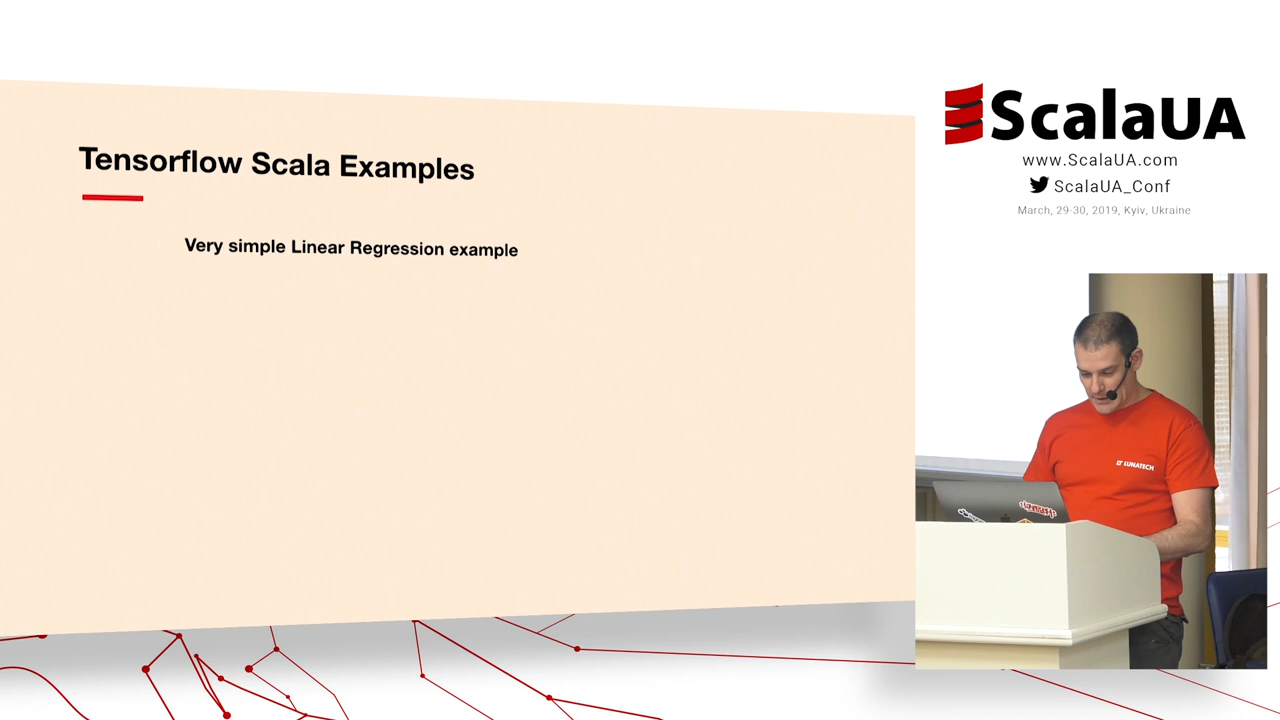 Tensorflow Scala Examples
Very simple Linear Regression example
ScalaUA
www.ScalaUA.com
ScalaUA_Conf
March, 29-30, 2019, Kyiv, Ukraine
LUNATECH